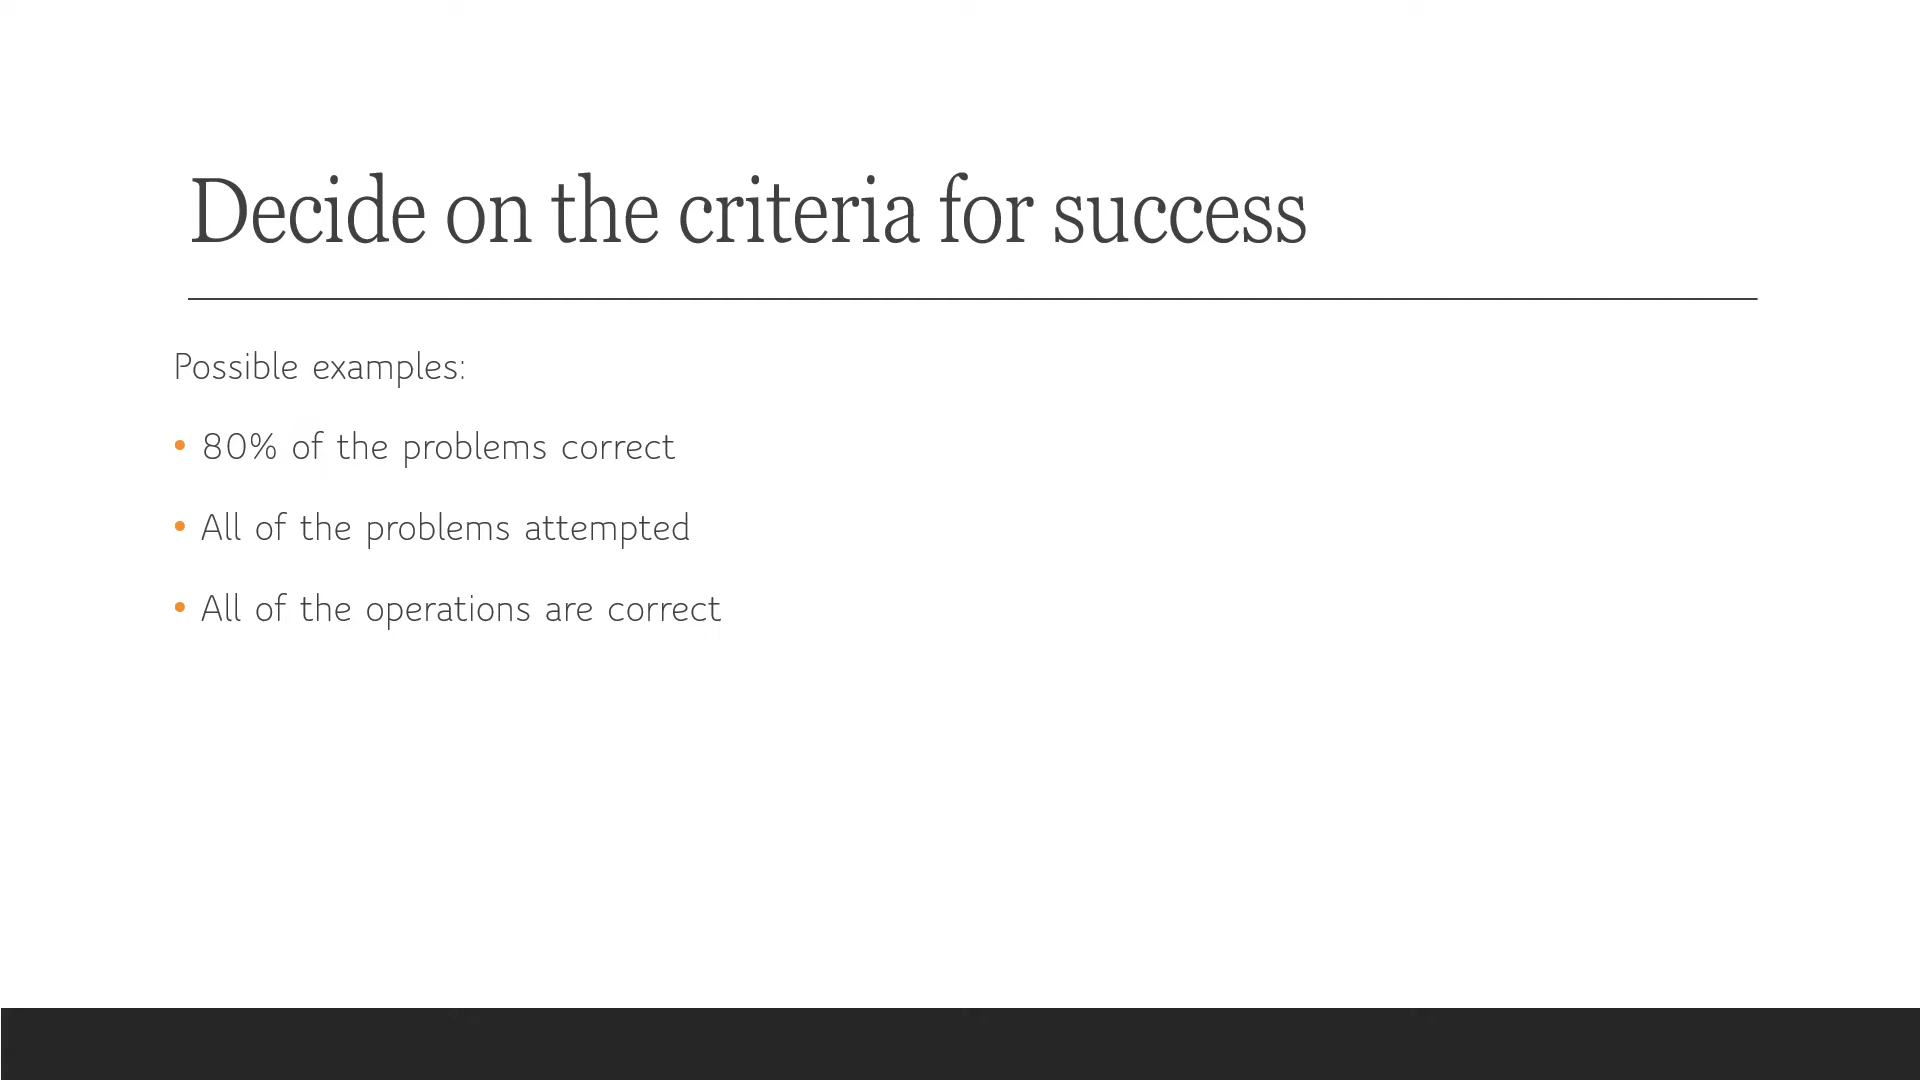 Decide on the criteria for success
Possible examples:
• 80% of the problems correct
• All of the problems attempted
• All of the operations are correct